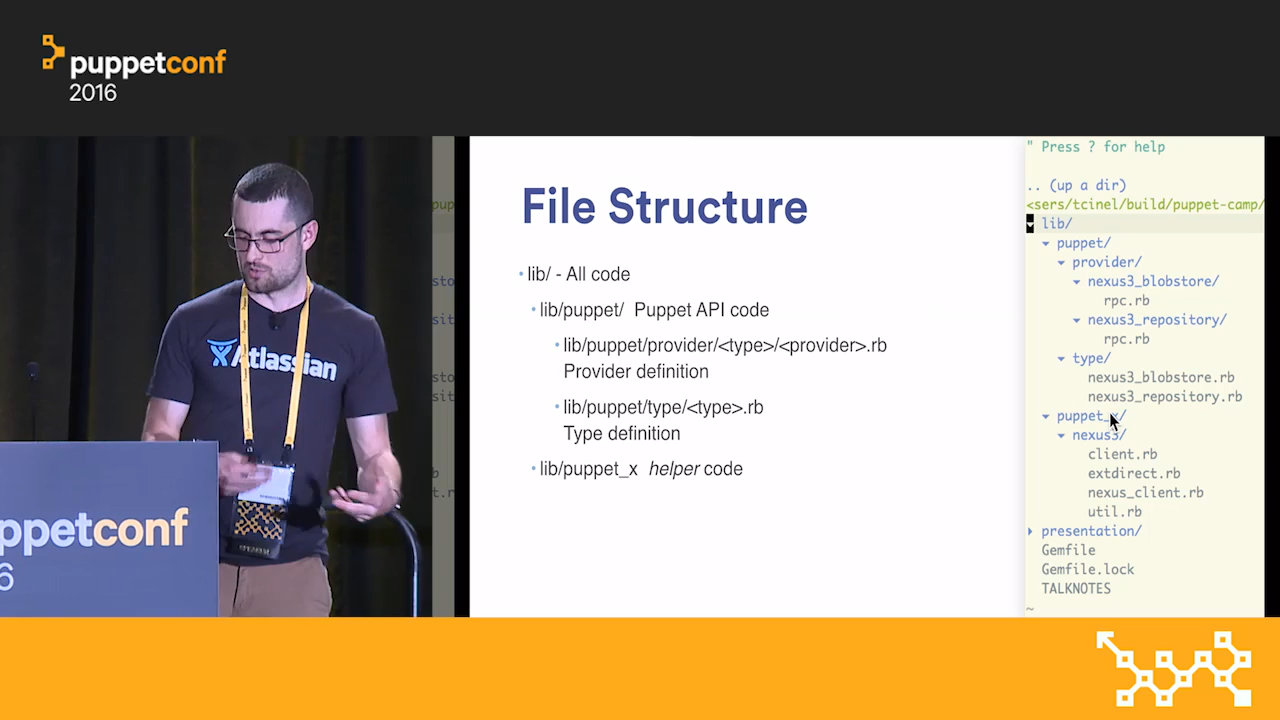 puppetconf
2016
File Structure
• lib/ - All code
• lib/puppet/ Puppet API code
• lib/puppet/provider/<type>/<provider>.rb
Provider definition
• lib/puppet/type/<type>.rb
Type definition
• lib/puppet_x helper code
" Press ? for help
.. (up a dir)
<sers/tcinel/build/puppet-camp/
▾ lib/
▾ puppet/
▾ provider/
▾ nexus3_blobstore/
rpc.rb
▾ nexus3_repository/
rpc.rb
▾ type/
nexus3_blobstore.rb
nexus3_repository.rb
▾ puppet_x/
▾ nexus3/
client.rb
extdirect.rb
nexus_client.rb
util.rb
▸ presentation/
Gemfile
Gemfile.lock
TALKNOTES
~
Atlassian
SPEAKER
ppetconf
6